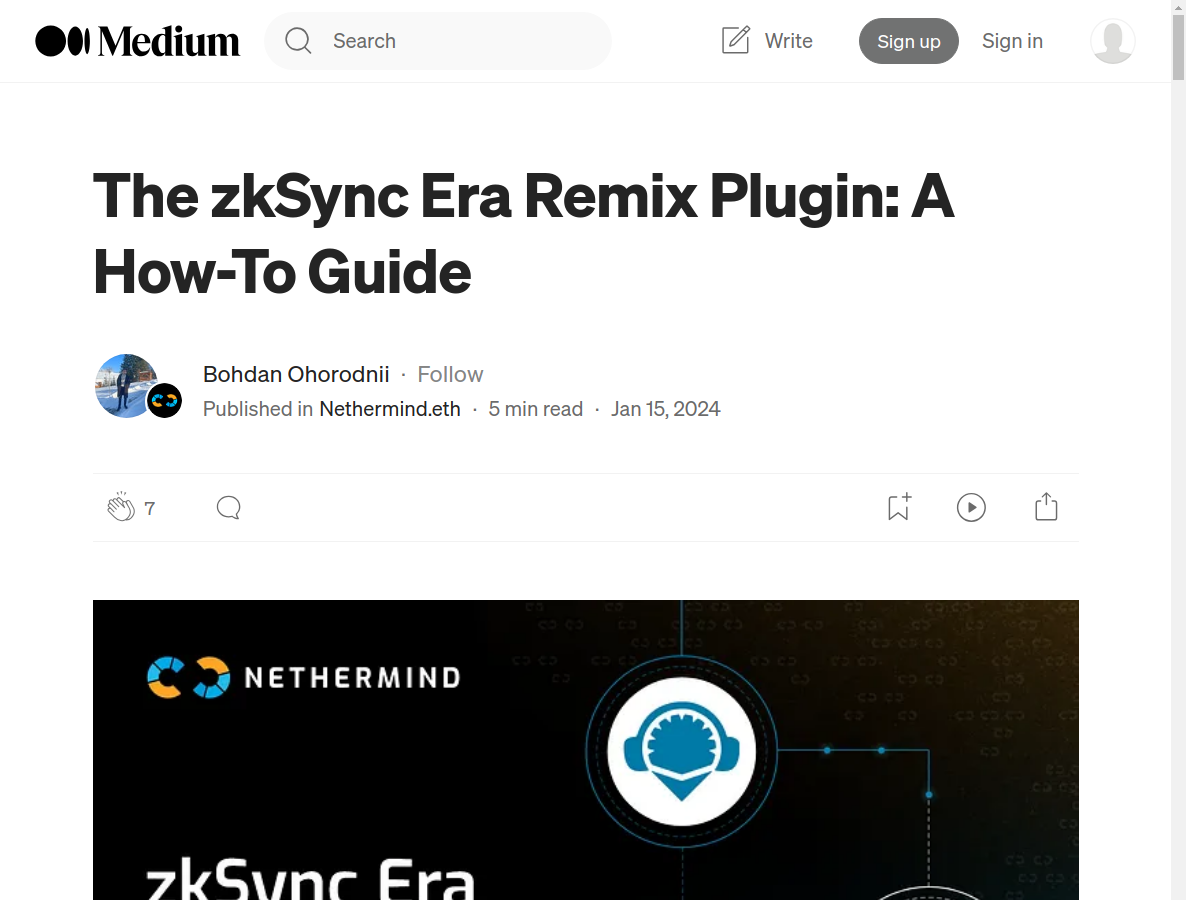 Medium
Search
Write
Sign up
Sign in
The zkSync Era Remix Plugin: A
How-To Guide
Bohdan Ohorodnii · Follow
Published in Nethermind.eth · 5 min read · Jan 15, 2024
7
NETHERMIND
zkSync Era